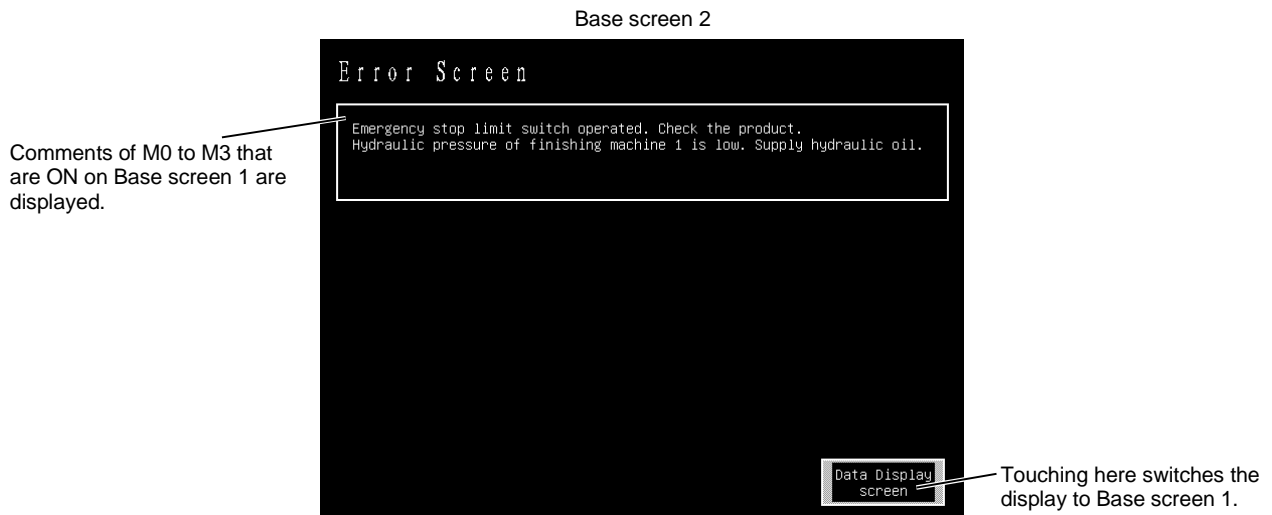 Base screen 2
Error Screen
Emergency stop limit switch operated. Check the product.
Hydraulic pressure of finishing machine 1 is low. Supply hydraulic oil.
Comments of M0 to M3 that
are ON on Base screen 1 are
displayed.
Data Display
screen
Touching here switches the
display to Base screen 1.